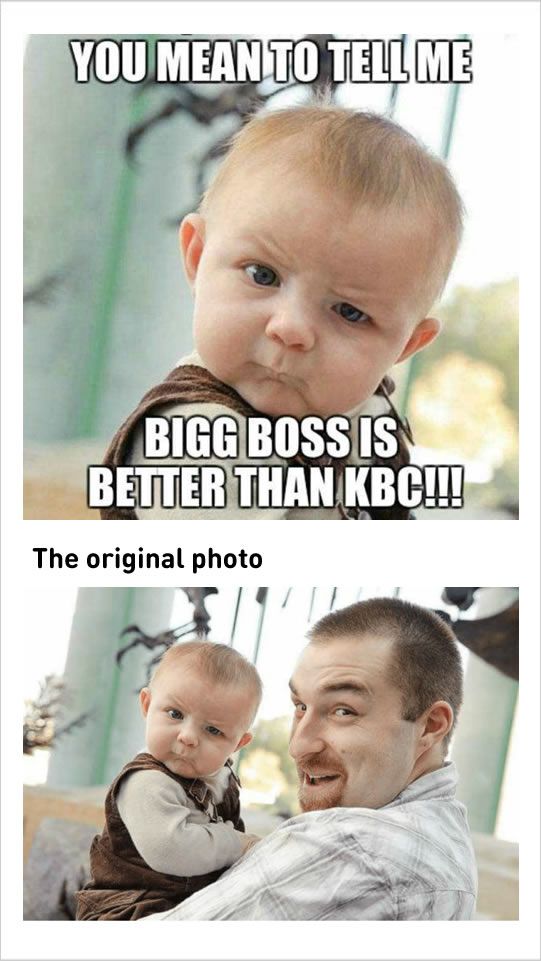 YOU MEAN TO TELL ME
BIGG BOSS IS
BETTER THAN KBC!!!
The original photo